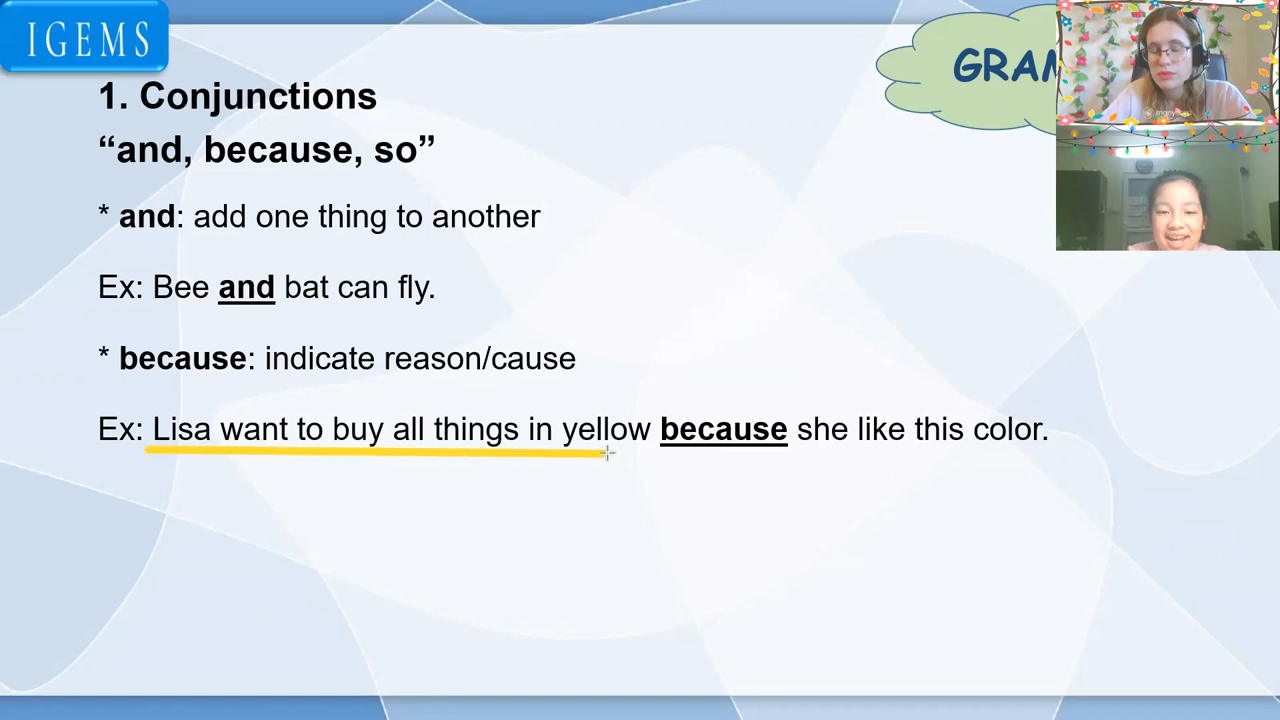 IGEMS
GRAM
1. Conjunctions
“and, because, so”
* and: add one thing to another
Ex: Bee and bat can fly.
* because: indicate reason/cause
Ex: Lisa want to buy all things in yellow because she like this color.